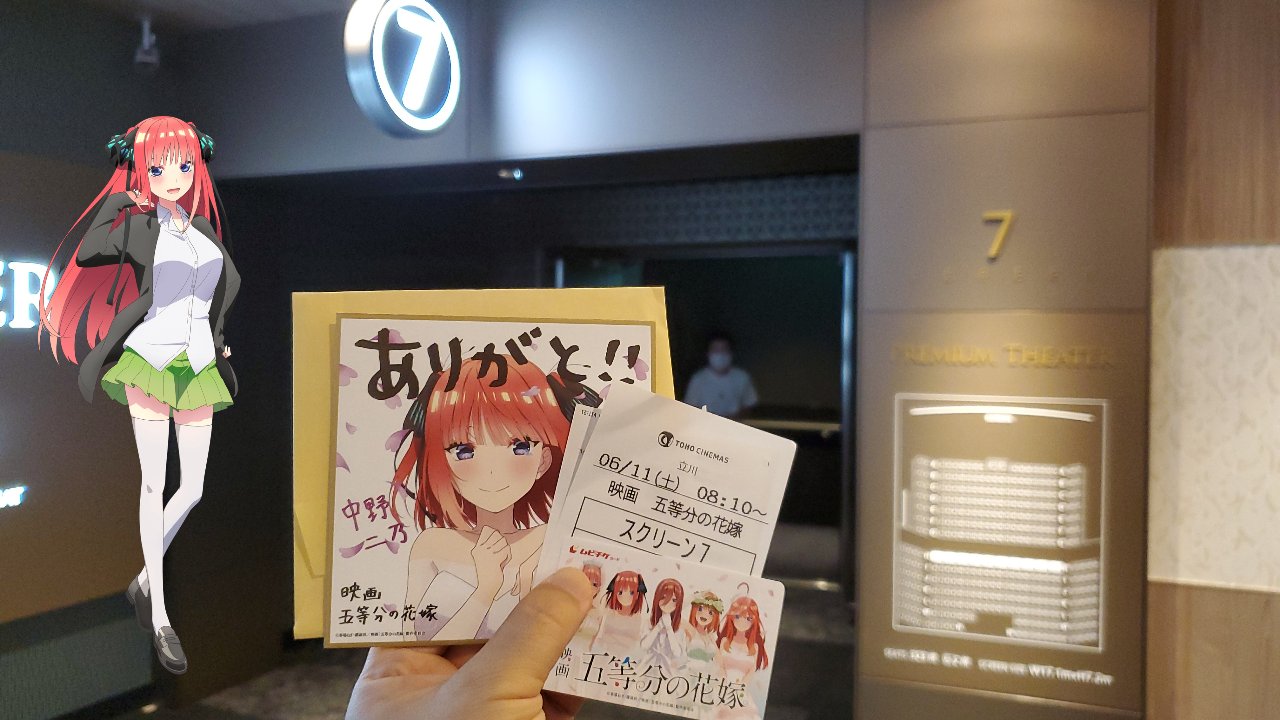 7
7
PREMIUM THEATER
ER
ありがと!!
中野
二乃
映画
五等分の花嫁
TOHO CINEMAS
立川
06/11(土) 08:10～
映画 五等分の花嫁
スクリーン7
ムビチケ
映画
五等分の花嫁